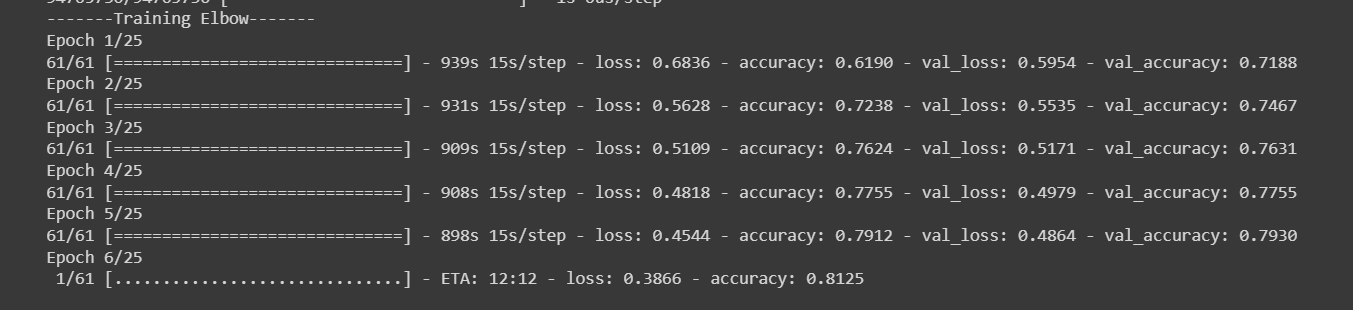 -------Training Elbow-------
Epoch 1/25
61/61 [==============================] - 939s 15s/step - loss: 0.6836 - accuracy: 0.6190 - val_loss: 0.5954 - val_accuracy: 0.7188
Epoch 2/25
61/61 [==============================] - 931s 15s/step - loss: 0.5628 - accuracy: 0.7238 - val_loss: 0.5535 - val_accuracy: 0.7467
Epoch 3/25
61/61 [==============================] - 909s 15s/step - loss: 0.5109 - accuracy: 0.7624 - val_loss: 0.5171 - val_accuracy: 0.7631
Epoch 4/25
61/61 [==============================] - 908s 15s/step - loss: 0.4818 - accuracy: 0.7755 - val_loss: 0.4979 - val_accuracy: 0.7755
Epoch 5/25
61/61 [==============================] - 898s 15s/step - loss: 0.4544 - accuracy: 0.7912 - val_loss: 0.4864 - val_accuracy: 0.7930
Epoch 6/25
1/61 [..............................] - ETA: 12:12 - loss: 0.3866 - accuracy: 0.8125